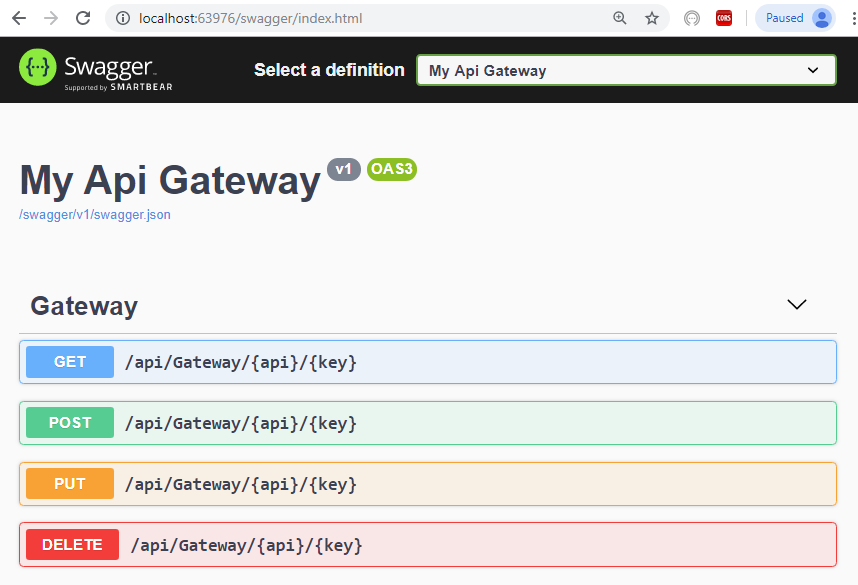 localhost:63976/swagger/index.html
CORS
Paused
{...} Swagger
Supported by SMARTBEAR
Select a definition
My Api Gateway
My Api Gateway v1 OAS3
/swagger/v1/swagger.json
Gateway
GET /api/Gateway/{api}/{key}
POST /api/Gateway/{api}/{key}
PUT /api/Gateway/{api}/{key}
DELETE /api/Gateway/{api}/{key}